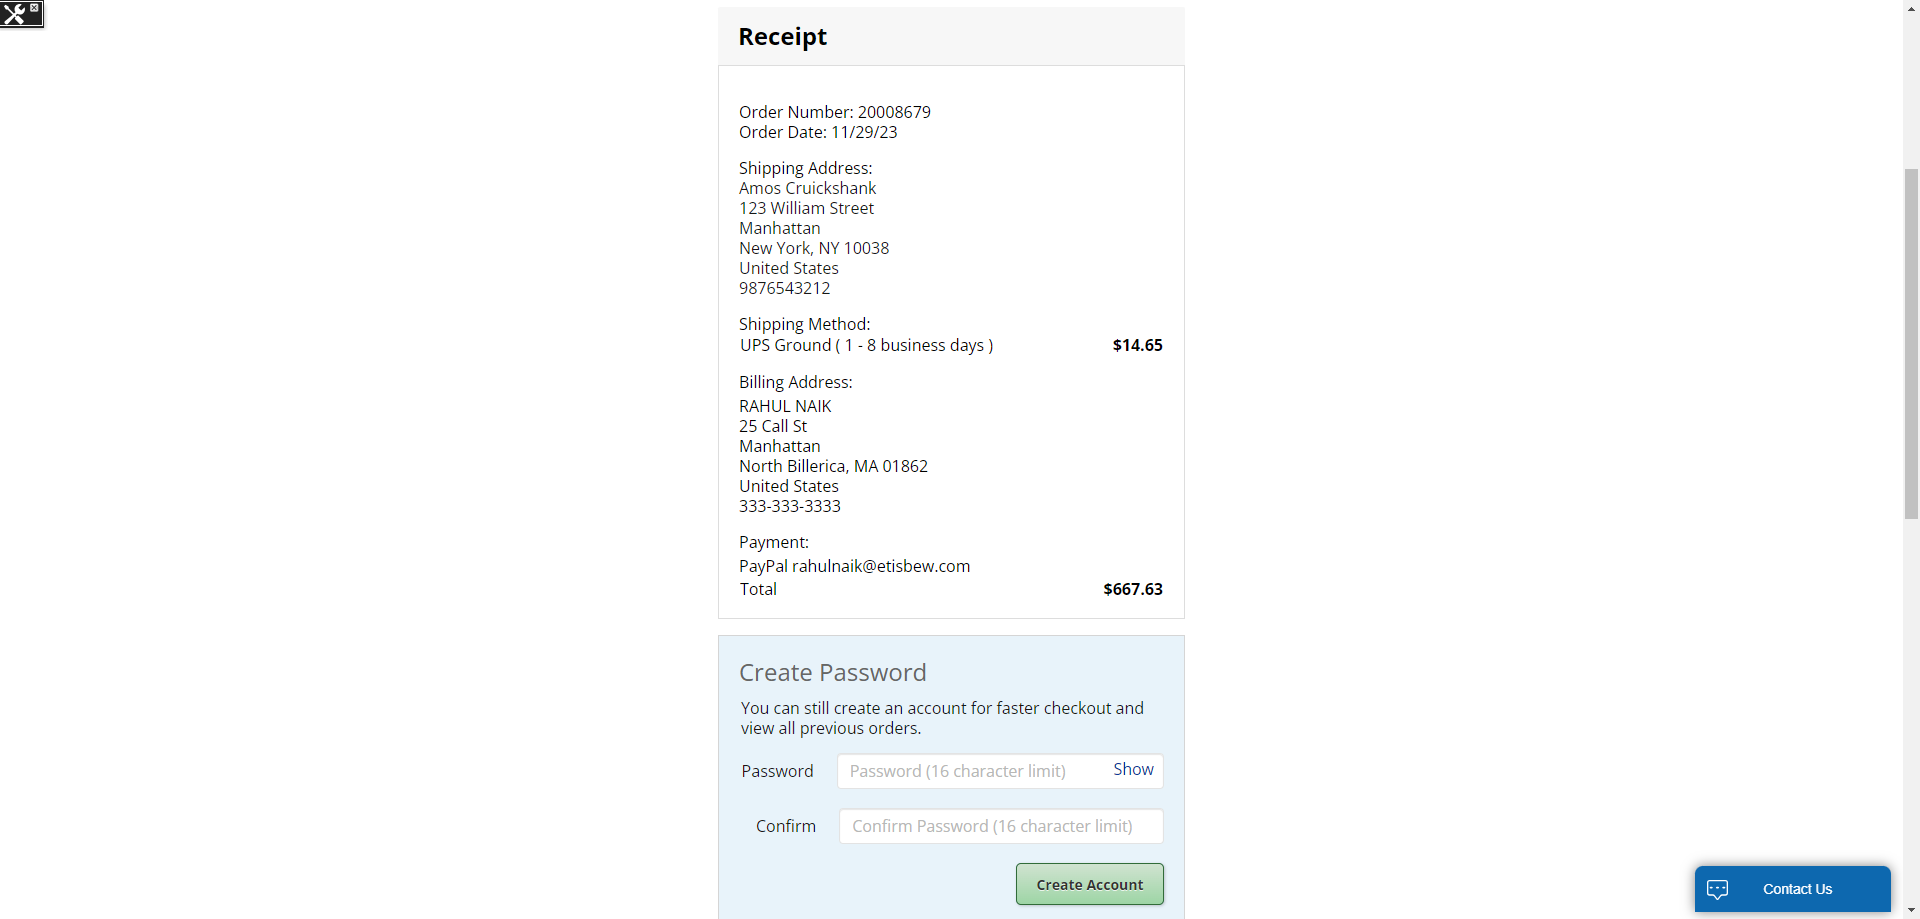 Receipt
Order Number: 20008679
Order Date: 11/29/23
Shipping Address:
Amos Cruickshank
123 William Street
Manhattan
New York, NY 10038
United States
9876543212
Shipping Method:
UPS Ground ( 1 - 8 business days ) $14.65
Billing Address:
RAHUL NAIK
25 Call St
Manhattan
North Billerica, MA 01862
United States
333-333-3333
Payment:
PayPal rahulnaik@etisbew.com
Total $667.63
Create Password
You can still create an account for faster checkout and
view all previous orders.
Password Password (16 character limit) Show
Confirm Confirm Password (16 character limit)
Create Account
Contact Us